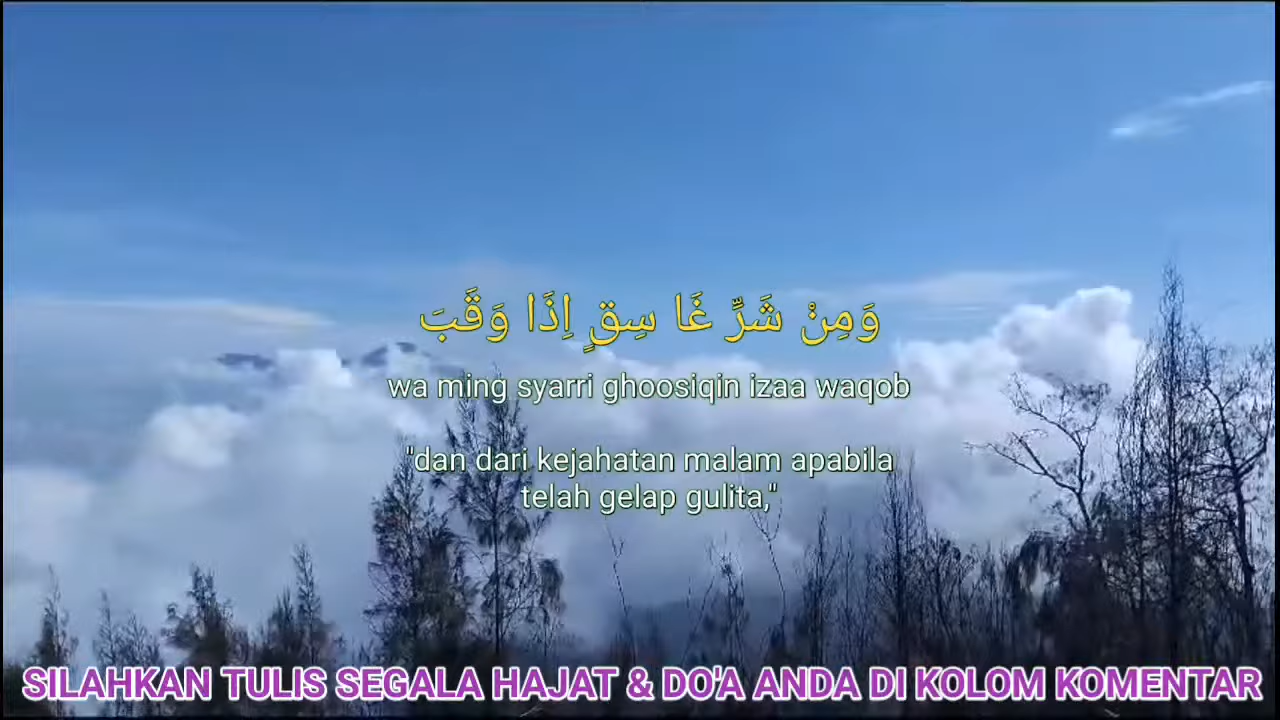 وَمِنْ شَرِّ غَا سِقٍ اِذَا وَقَبَ
wa ming syarri ghoosiqin izaa waqob
"dan dari kejahatan malam apabila
telah gelap gulita,"
SILAHKAN TULIS SEGALA HAJAT & DO'A ANDA DI KOLOM KOMENTAR